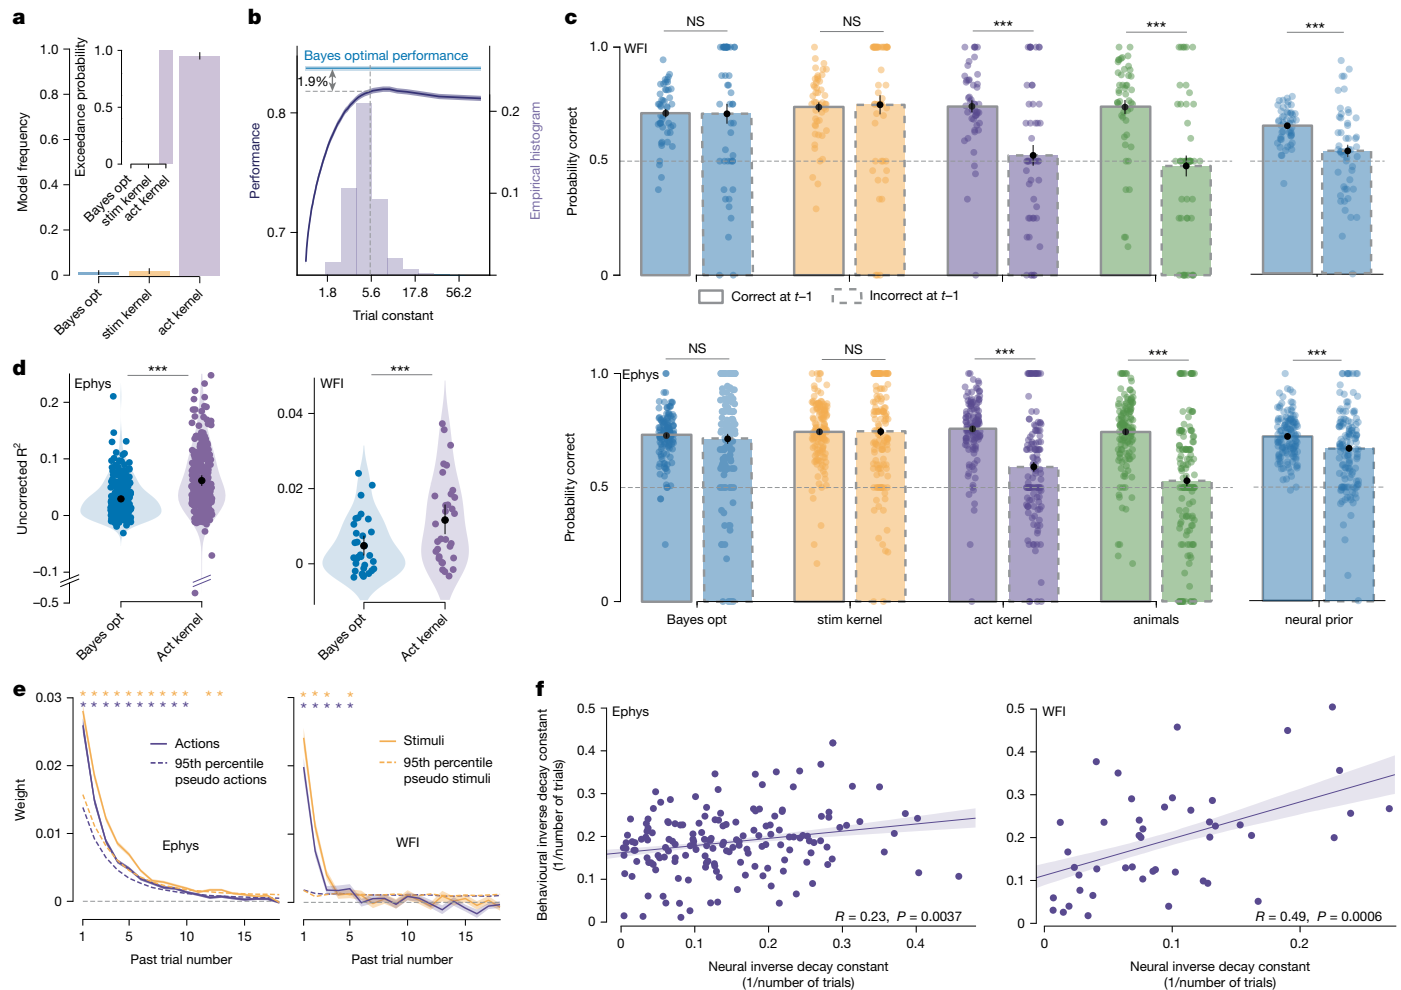 a
Model frequency
1.0
0.8
0.6
0.4
0.2
0
Exceedance probability
1.0
0.5
0
Bayes opt
stim kernel
act kernel
Bayes opt
stim kernel
act kernel
b
Bayes optimal performance
1.9%
Performance
0.8
0.7
Empirical histogram
0.2
0.1
1.8 5.6 17.8 56.2
Trial constant
c
WFI
Probability correct
1.0
0.5
0
NS
NS
***
***
***
Correct at t–1
Incorrect at t–1
Ephys
Probability correct
1.0
0.5
0
NS
NS
***
***
***
Bayes opt
stim kernel
act kernel
animals
neural prior
d
Ephys
***
Uncorrected R²
0.2
0.1
0
–0.1
–0.5
Bayes opt
Act kernel
WFI
***
0.04
0.02
0
Bayes opt
Act kernel
e
Weight
0.03
0.02
0.01
0
Actions
95th percentile
pseudo actions
Ephys
1 5 10 15
Past trial number
Stimuli
95th percentile
pseudo stimuli
WFI
1 5 10 15
Past trial number
f
Ephys
Behavioural inverse decay constant
(1/number of trials)
0.5
0.4
0.3
0.2
0.1
0
R = 0.23, P = 0.0037
0 0.1 0.2 0.3 0.4
Neural inverse decay constant
(1/number of trials)
WFI
0.5
0.4
0.3
0.2
0.1
0
R = 0.49, P = 0.0006
0 0.1 0.2
Neural inverse decay constant
(1/number of trials)